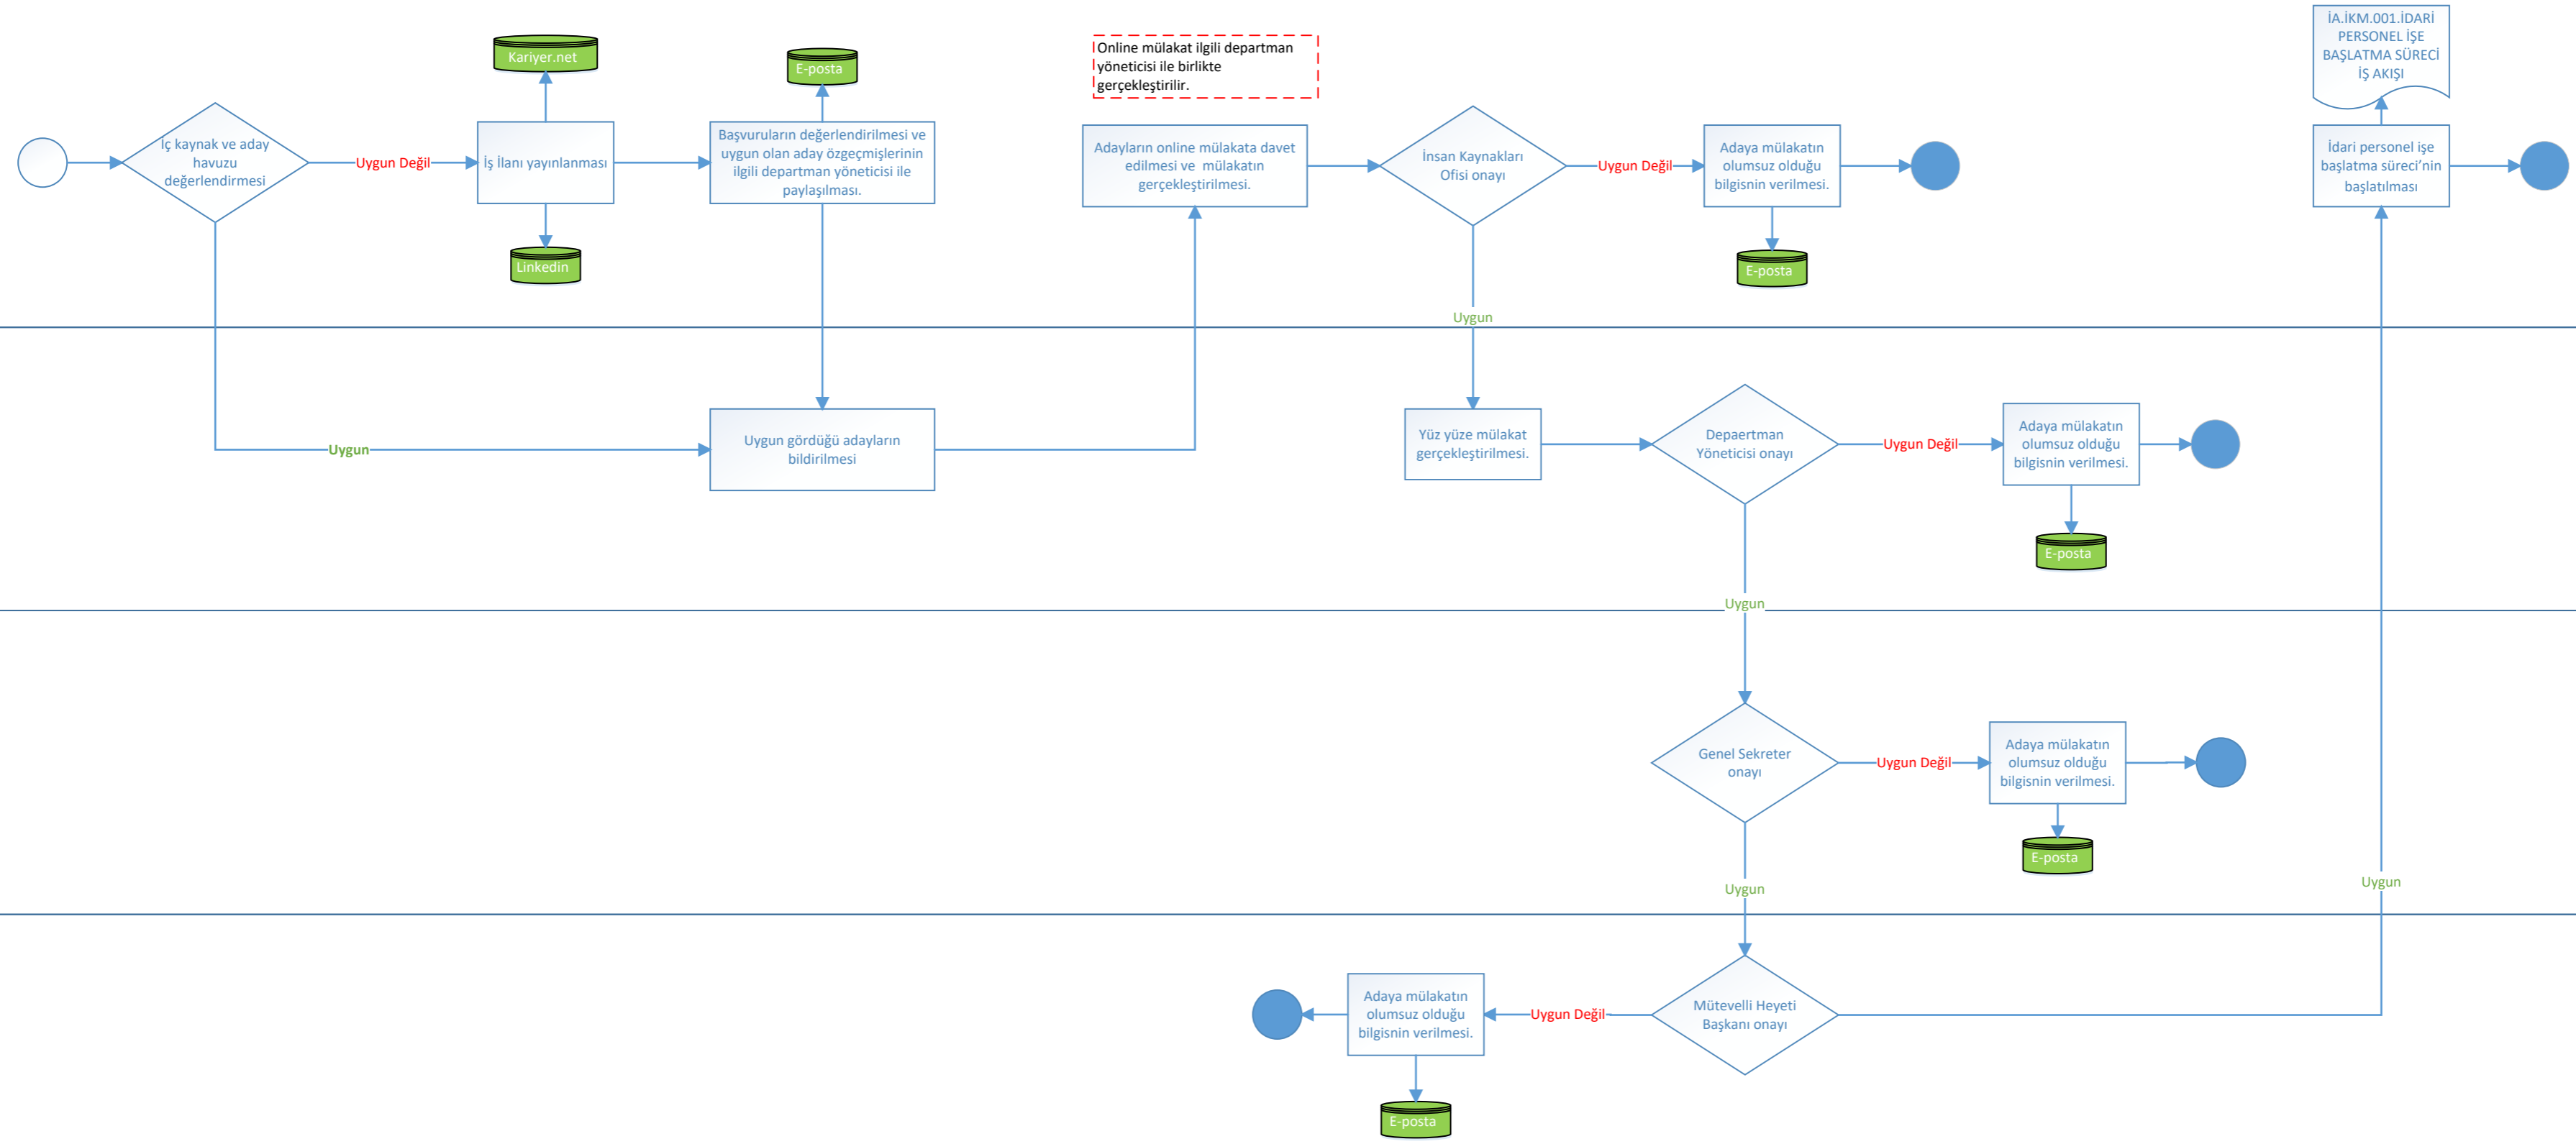 İA.İKM.001.İDARİ
PERSONEL İŞE
BAŞLATMA SÜRECİ
İŞ AKIŞI
Kariyer.net
E-posta
Online mülakat ilgili departman
yöneticisi ile birlikte
gerçekleştirilir.
İç kaynak ve aday
havuzu
değerlendirmesi
Uygun Değil
İş İlanı yayınlanması
Başvuruların değerlendirilmesi ve
uygun olan aday özgeçmişlerinin
ilgili departman yöneticisi ile
paylaşılması.
Adayların online mülakata davet
edilmesi ve  mülakatın
gerçekleştirilmesi.
İnsan Kaynakları
Ofisi onayı
Uygun Değil
Adaya mülakatın
olumsuz olduğu
bilgisnin verilmesi.
İdari personel işe
başlatma süreci'nin
başlatılması
Linkedin
E-posta
Uygun
Uygun
Uygun gördüğü adayların
bildirilmesi
Yüz yüze mülakat
gerçekleştirilmesi.
Depaertman
Yöneticisi onayı
Uygun Değil
Adaya mülakatın
olumsuz olduğu
bilgisnin verilmesi.
E-posta
Uygun
Genel Sekreter
onayı
Uygun Değil
Adaya mülakatın
olumsuz olduğu
bilgisnin verilmesi.
E-posta
Uygun
Uygun
Adaya mülakatın
olumsuz olduğu
bilgisnin verilmesi.
Uygun Değil
Mütevelli Heyeti
Başkanı onayı
E-posta